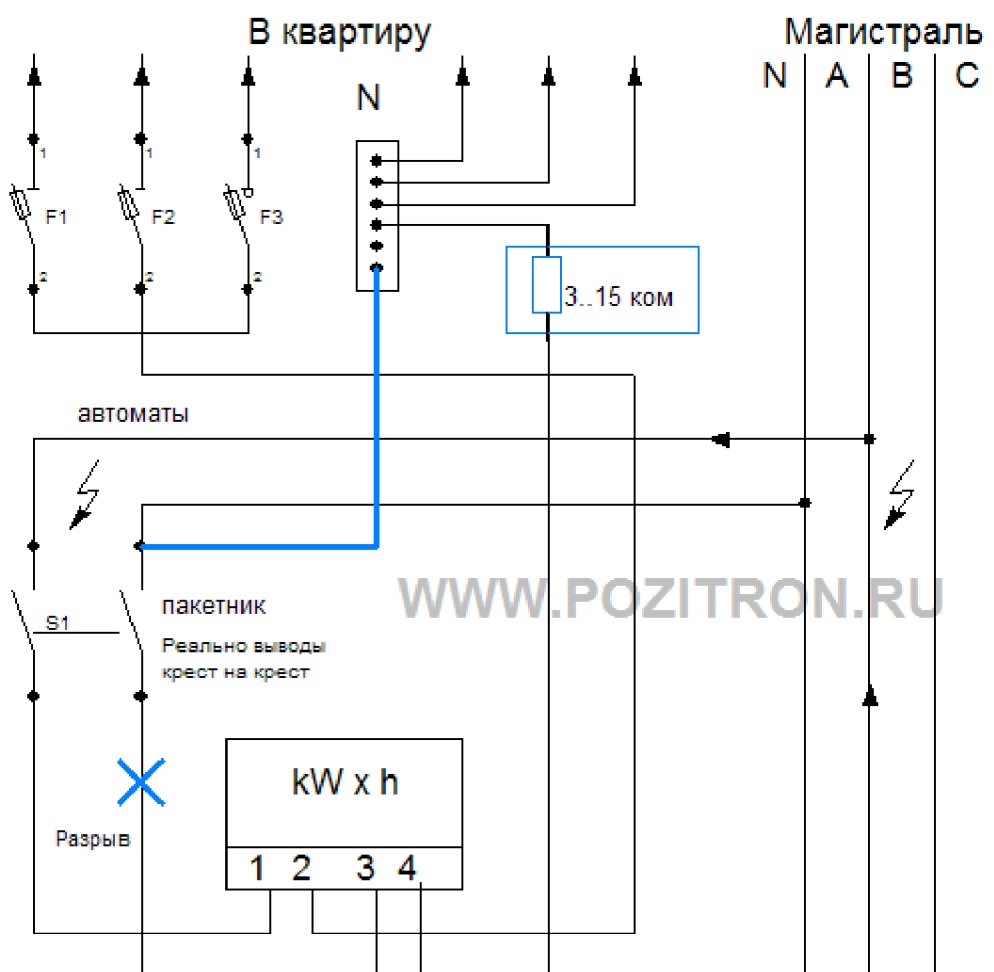 В квартиру
Магистраль
N
N A B C
1 1 1
F1 F2 F3
2 2 2
3..15 ком
автоматы
WWW.POZITRON.RU
пакетник
S1
Реально выводы
крест на крест
kW x h
Разрыв
1 2 3 4